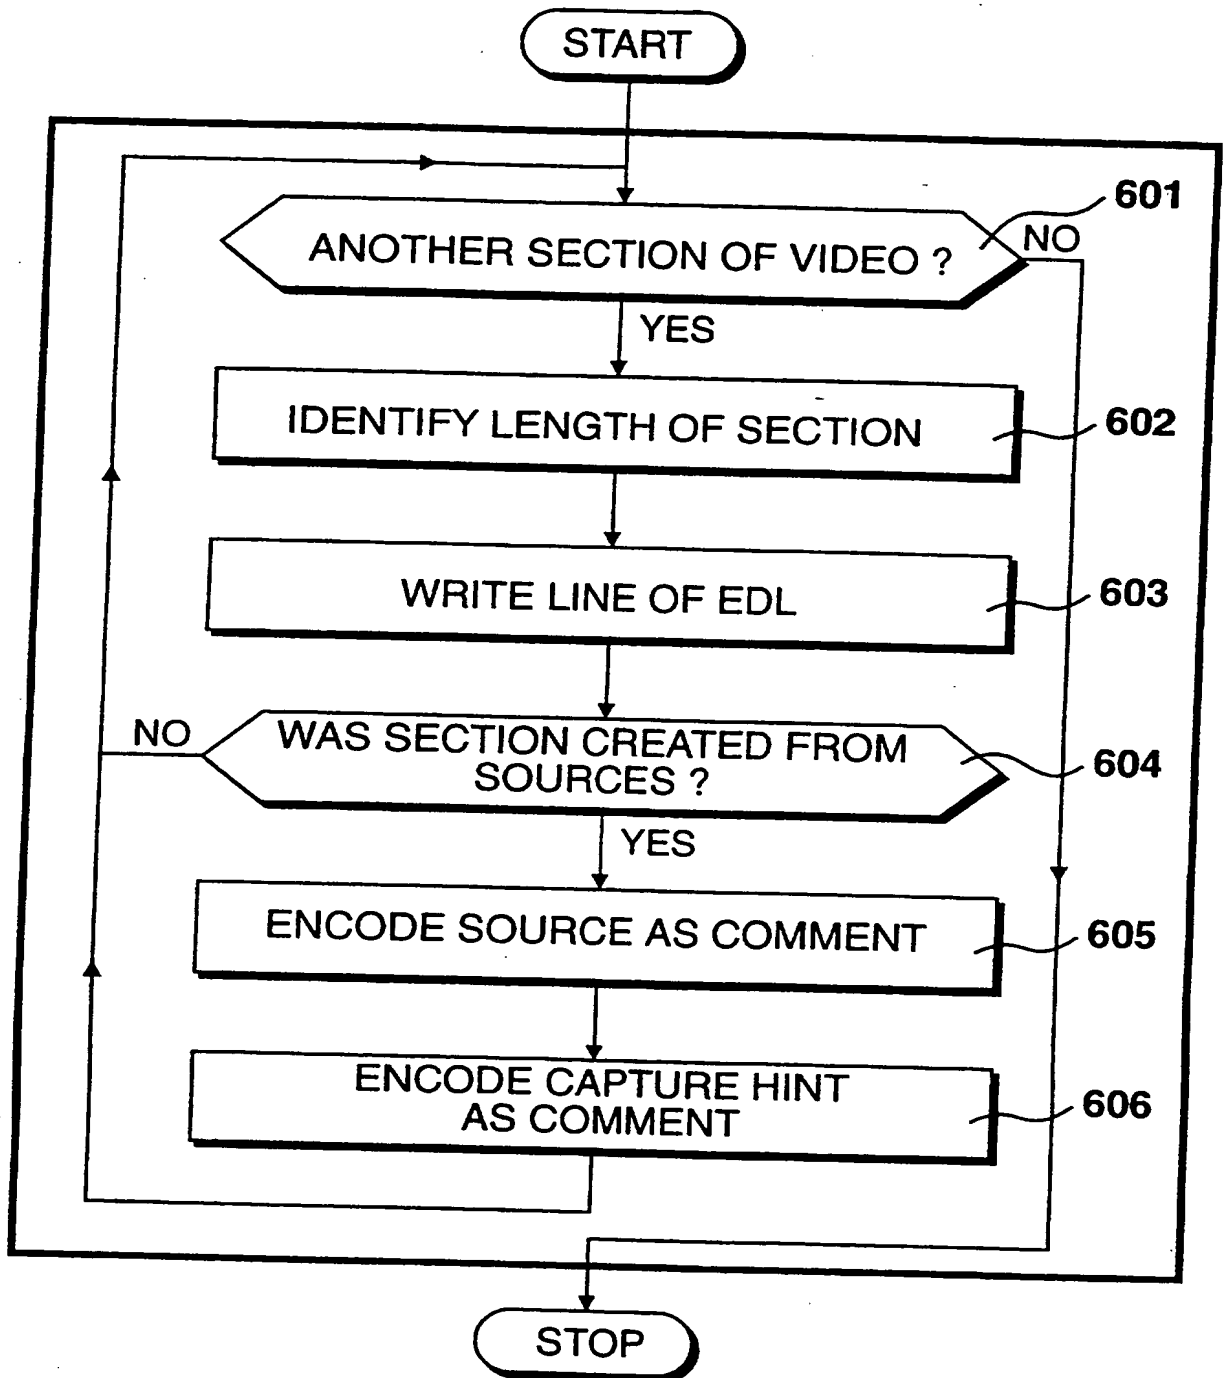 START
601
NO
ANOTHER SECTION OF VIDEO ?
YES
IDENTIFY LENGTH OF SECTION
602
WRITE LINE OF EDL
603
NO
WAS SECTION CREATED FROM
SOURCES ?
604
YES
ENCODE SOURCE AS COMMENT
605
ENCODE CAPTURE HINT
AS COMMENT
606
STOP